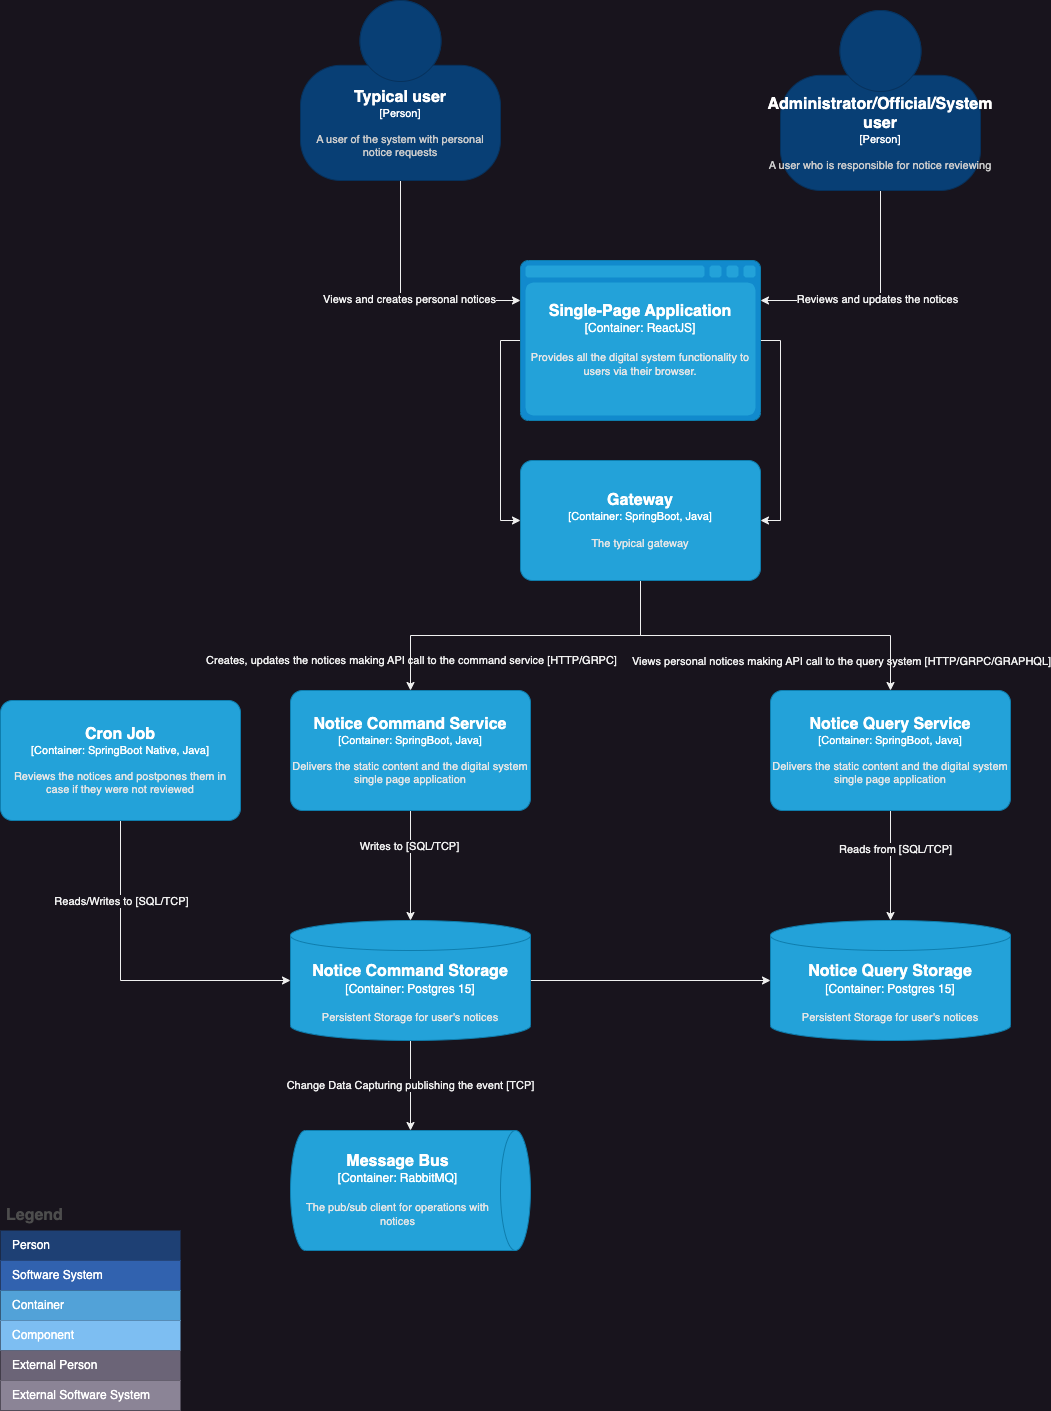 Typical user
[Person]
A user of the system with personal
notice requests
Administrator/Official/System
user
[Person]
A user who is responsible for notice reviewing
Views and creates personal notices
Reviews and updates the notices
Single-Page Application
[Container: ReactJS]
Provides all the digital system functionality to
users via their browser.
Gateway
[Container: SpringBoot, Java]
The typical gateway
Creates, updates the notices making API call to the command service [HTTP/GRPC]
Views personal notices making API call to the query system [HTTP/GRPC/GRAPHQL]
Cron Job
[Container: SpringBoot Native, Java]
Reviews the notices and postpones them in
case if they were not reviewed
Notice Command Service
[Container: SpringBoot, Java]
Delivers the static content and the digital system
single page application
Notice Query Service
[Container: SpringBoot, Java]
Delivers the static content and the digital system
single page application
Writes to [SQL/TCP]
Reads from [SQL/TCP]
Reads/Writes to [SQL/TCP]
Notice Command Storage
[Container: Postgres 15]
Persistent Storage for user's notices
Notice Query Storage
[Container: Postgres 15]
Persistent Storage for user's notices
Change Data Capturing publishing the event [TCP]
Message Bus
[Container: RabbitMQ]
The pub/sub client for operations with
notices
Legend
Person
Software System
Container
Component
External Person
External Software System